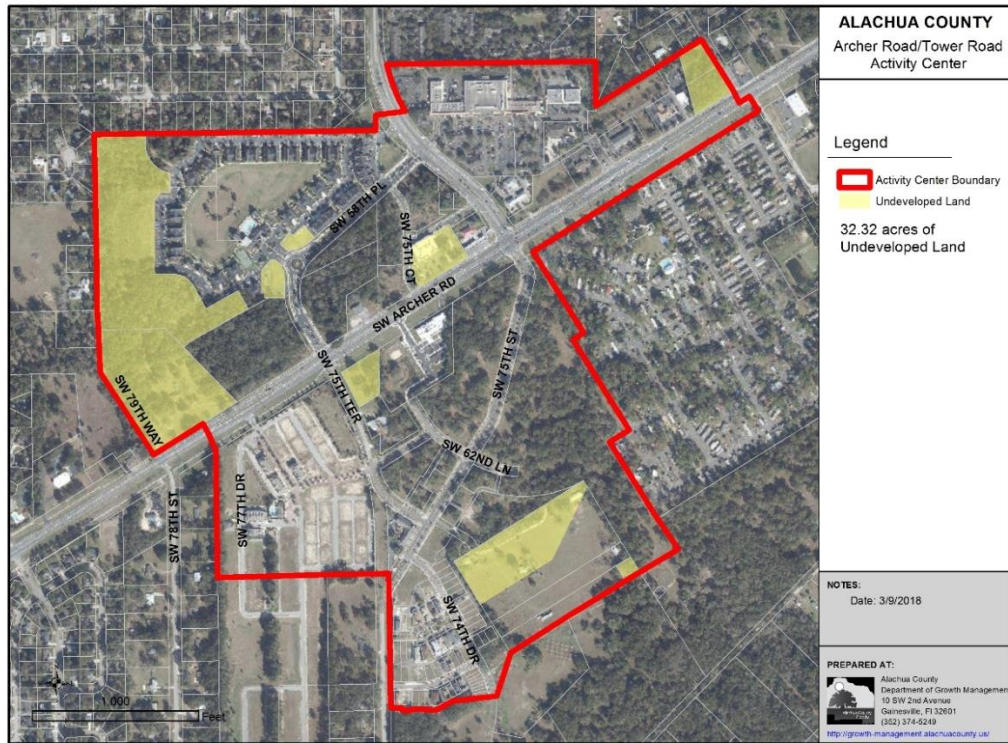 ALACHUA COUNTY
Archer Road/Tower Road
Activity Center
Legend
Activity Center Boundary
Undeveloped Land
32.32 acres of
Undeveloped Land
SW 58TH PL
SW 75TH CT
SW ARCHER RD
SW 75TH TER
SW 75TH ST
SW 79TH WAY
SW 62ND LN
SW 78TH ST
SW 77TH DR
SW 74TH DR
1,000
Feet
NOTES:
Date: 3/9/2018
PREPARED AT:
Alachua County
Department of Growth Management
10 SW 2nd Avenue
Gainesville, Fl 32601
(352) 374-5249
http://growth-management.alachuacounty.us/